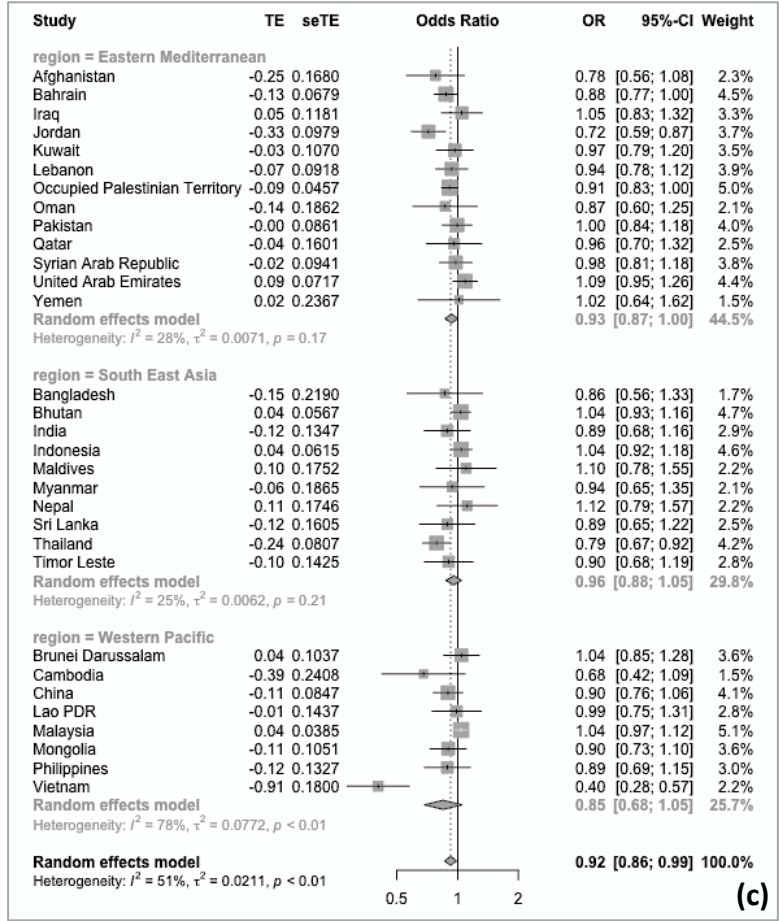 Study TE seTE Odds Ratio OR 95%-CI Weight
region = Eastern Mediterranean
Afghanistan -0.25 0.1680 0.78 [0.56; 1.08] 2.3%
Bahrain -0.13 0.0679 0.88 [0.77; 1.00] 4.5%
Iraq 0.05 0.1181 1.05 [0.83; 1.32] 3.3%
Jordan -0.33 0.0979 0.72 [0.59; 0.87] 3.7%
Kuwait -0.03 0.1070 0.97 [0.79; 1.20] 3.5%
Lebanon -0.07 0.0918 0.94 [0.78; 1.12] 3.9%
Occupied Palestinian Territory -0.09 0.0457 0.91 [0.83; 1.00] 5.0%
Oman -0.14 0.1862 0.87 [0.60; 1.25] 2.1%
Pakistan -0.00 0.0861 1.00 [0.84; 1.18] 4.0%
Qatar -0.04 0.1601 0.96 [0.70; 1.32] 2.5%
Syrian Arab Republic -0.02 0.0941 0.98 [0.81; 1.18] 3.8%
United Arab Emirates 0.09 0.0717 1.09 [0.95; 1.26] 4.4%
Yemen 0.02 0.2367 1.02 [0.64; 1.62] 1.5%
Random effects model 0.93 [0.87; 1.00] 44.5%
Heterogeneity: I² = 28%, τ² = 0.0071, p = 0.17
region = South East Asia
Bangladesh -0.15 0.2190 0.86 [0.56; 1.33] 1.7%
Bhutan 0.04 0.0567 1.04 [0.93; 1.16] 4.7%
India -0.12 0.1347 0.89 [0.68; 1.16] 2.9%
Indonesia 0.04 0.0615 1.04 [0.92; 1.18] 4.6%
Maldives 0.10 0.1752 1.10 [0.78; 1.55] 2.2%
Myanmar -0.06 0.1865 0.94 [0.65; 1.35] 2.1%
Nepal 0.11 0.1746 1.12 [0.79; 1.57] 2.2%
Sri Lanka -0.12 0.1605 0.89 [0.65; 1.22] 2.5%
Thailand -0.24 0.0807 0.79 [0.67; 0.92] 4.2%
Timor Leste -0.10 0.1425 0.90 [0.68; 1.19] 2.8%
Random effects model 0.96 [0.88; 1.05] 29.8%
Heterogeneity: I² = 25%, τ² = 0.0062, p = 0.21
region = Western Pacific
Brunei Darussalam 0.04 0.1037 1.04 [0.85; 1.28] 3.6%
Cambodia -0.39 0.2408 0.68 [0.42; 1.09] 1.5%
China -0.11 0.0847 0.90 [0.76; 1.06] 4.1%
Lao PDR -0.01 0.1437 0.99 [0.75; 1.31] 2.8%
Malaysia 0.04 0.0385 1.04 [0.97; 1.12] 5.1%
Mongolia -0.11 0.1051 0.90 [0.73; 1.10] 3.6%
Philippines -0.12 0.1327 0.89 [0.69; 1.15] 3.0%
Vietnam -0.91 0.1800 0.40 [0.28; 0.57] 2.2%
Random effects model 0.85 [0.68; 1.05] 25.7%
Heterogeneity: I² = 78%, τ² = 0.0772, p < 0.01
Random effects model 0.92 [0.86; 0.99] 100.0%
Heterogeneity: I² = 51%, τ² = 0.0211, p < 0.01
0.5 1 2
(c)